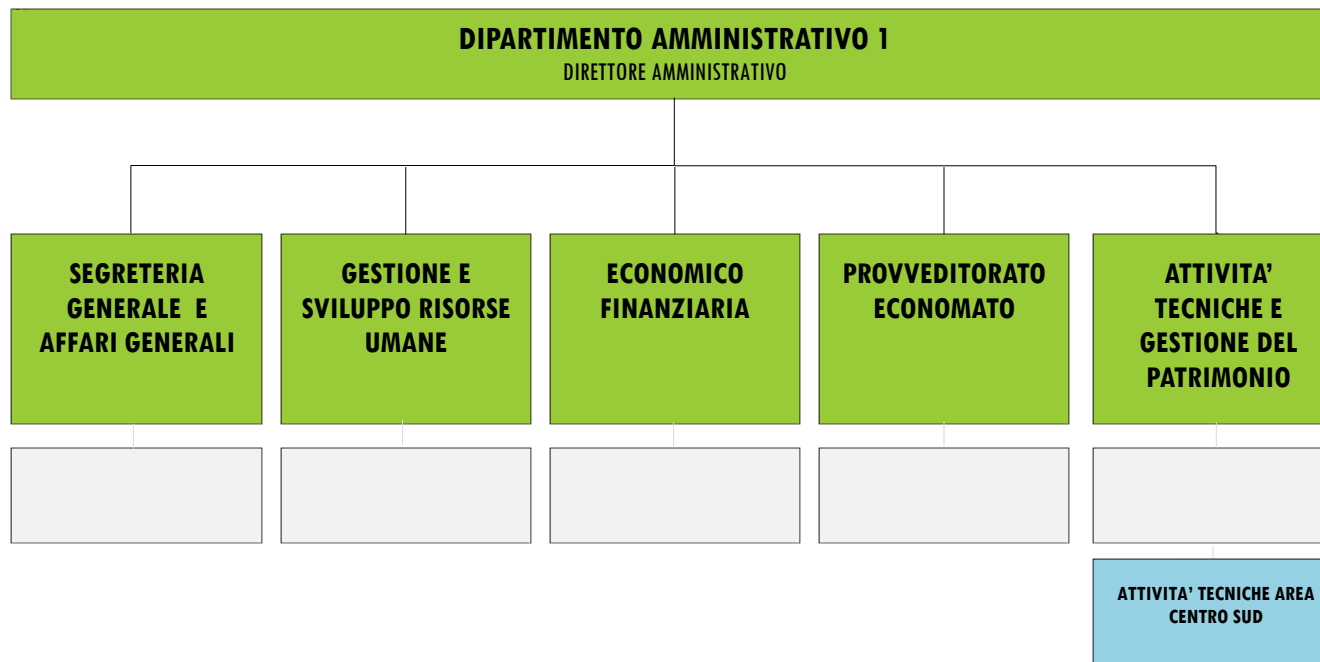 DIPARTIMENTO AMMINISTRATIVO 1
DIRETTORE AMMINISTRATIVO
SEGRETERIA
GENERALE E
AFFARI GENERALI
GESTIONE E
SVILUPPO RISORSE
UMANE
ECONOMICO
FINANZIARIA
PROVVEDITORATO
ECONOMATO
ATTIVITA’
TECNICHE E
GESTIONE DEL
PATRIMONIO
ATTIVITA’ TECNICHE AREA
CENTRO SUD